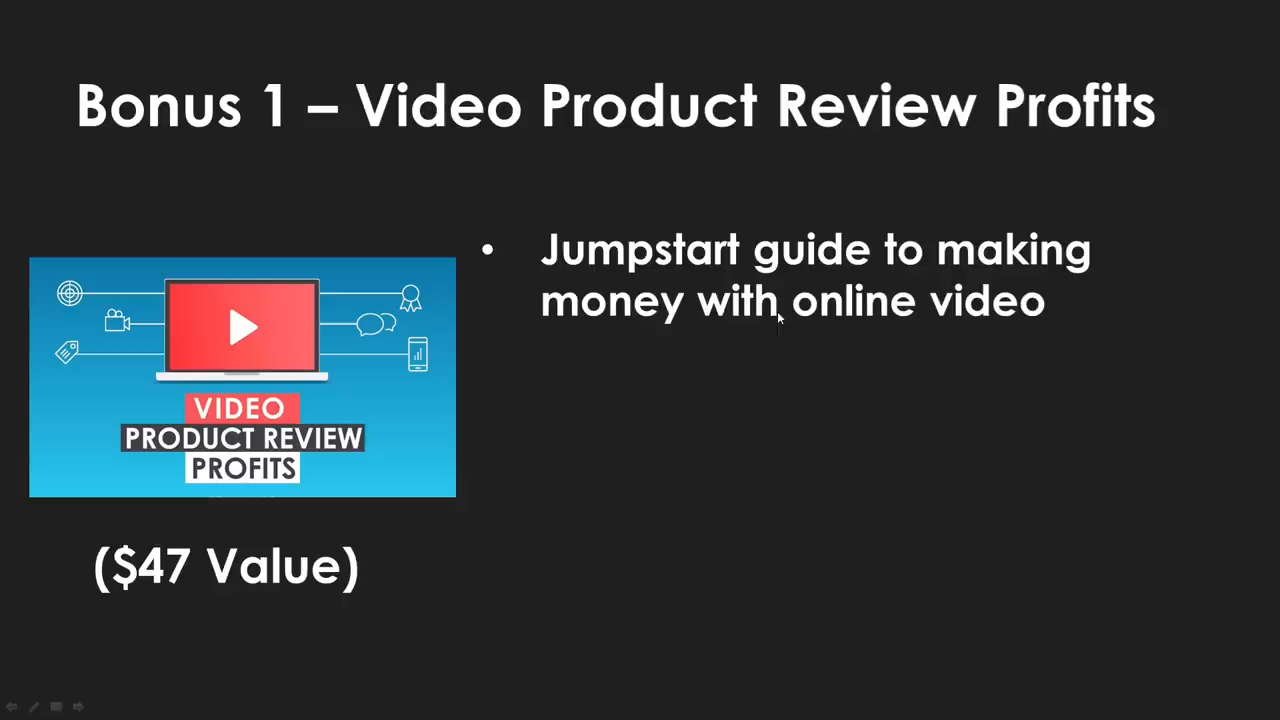 Bonus 1 – Video Product Review Profits
• Jumpstart guide to making
money with online video
VIDEO
PRODUCT REVIEW
PROFITS
($47 Value)